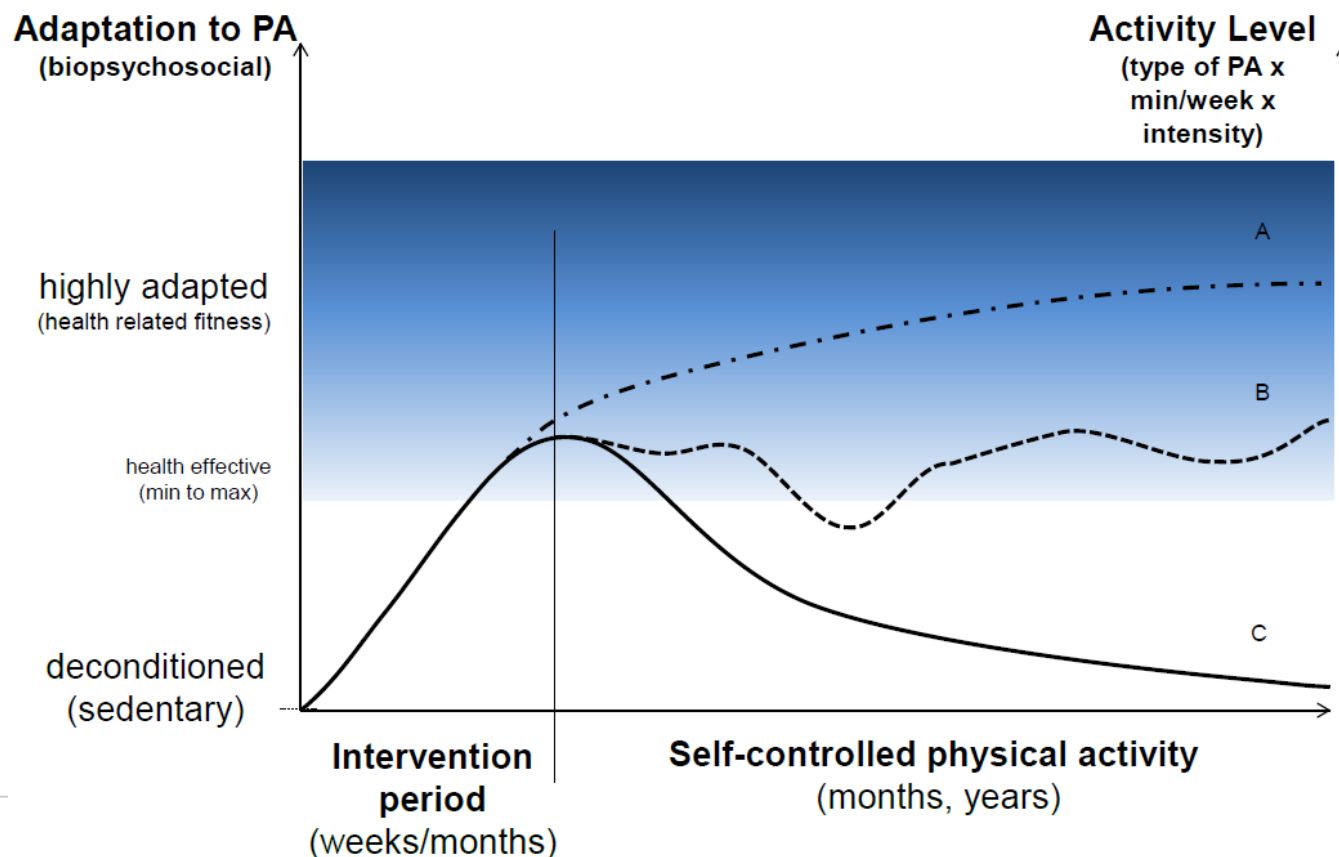 Adaptation to PA
(biopsychosocial)
Activity Level
(type of PA x
min/week x
intensity)
A
highly adapted
(health related fitness)
B
health effective
(min to max)
C
deconditioned
(sedentary)
Intervention
period
(weeks/months)
Self-controlled physical activity
(months, years)